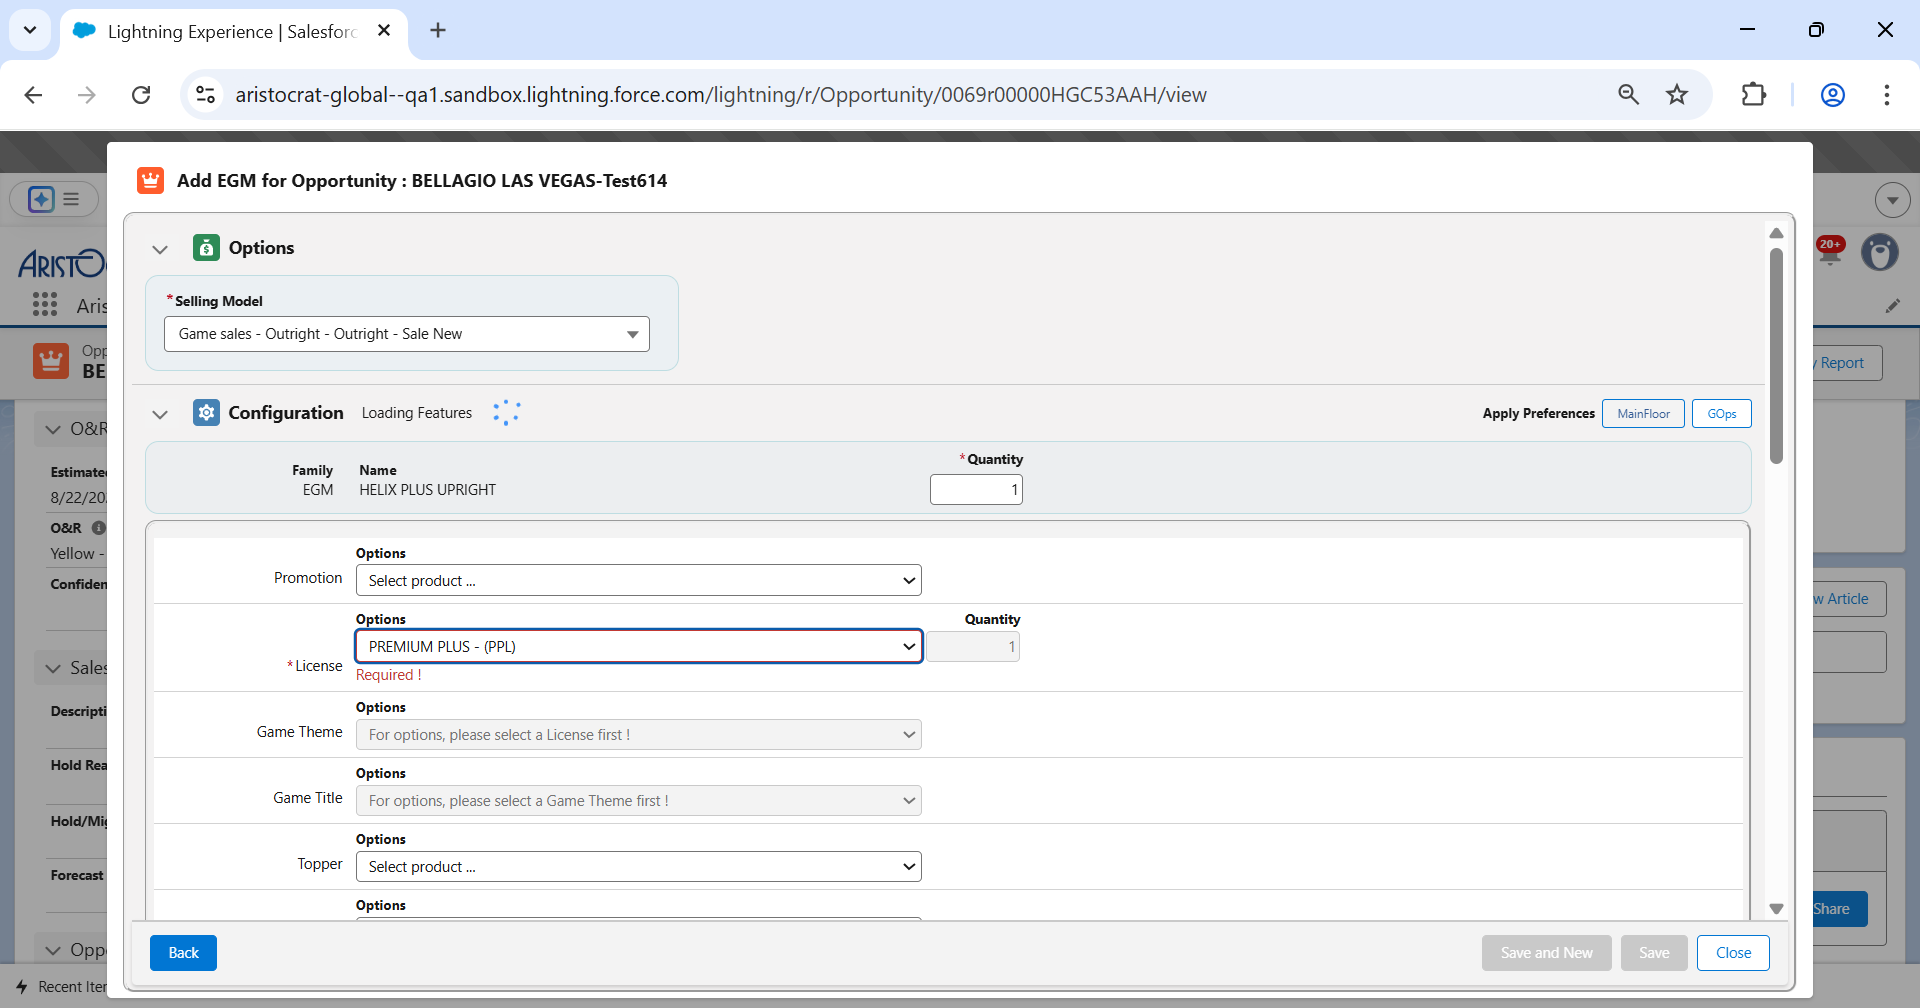 Lightning Experience | Salesforc
aristocrat-global--qa1.sandbox.lightning.force.com/lightning/r/Opportunity/0069r00000HGC53AAH/view
Add EGM for Opportunity : BELLAGIO LAS VEGAS-Test614
Options
*Selling Model
Game sales - Outright - Outright - Sale New
Configuration
Loading Features
Apply Preferences
MainFloor
GOps
Family
Name
*Quantity
EGM
HELIX PLUS UPRIGHT
1
Options
Promotion
Select product ...
Options
Quantity
*License
PREMIUM PLUS - (PPL)
1
Required !
Options
Game Theme
For options, please select a License first !
Options
Game Title
For options, please select a Game Theme first !
Options
Topper
Select product ...
Options
Back
Save and New
Save
Close
ARISTOC
Aris
Opp
BE
O&R
Estimate
8/22/20
O&R
Yellow -
Confiden
Sales
Descripti
Hold Rea
Hold/Mig
Forecast
Oppo
Recent Iter
20+
y Report
w Article
Share